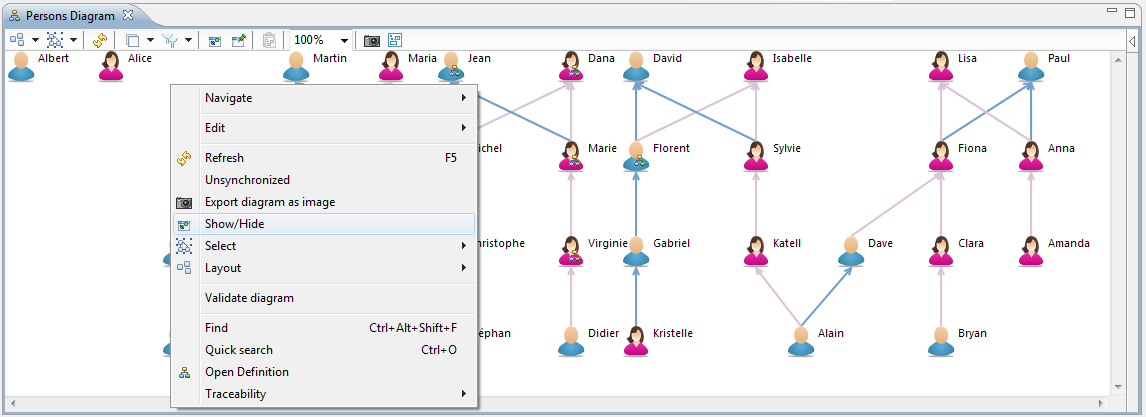 Persons Diagram
100%
Albert Alice Martin Maria Jean Dana David Isabelle Lisa Paul
Navigate
Edit
ichel Marie Florent Sylvie Fiona Anna
Refresh F5
Unsynchronized
Export diagram as image
Show/Hide
Select
ristophe Virginie Gabriel Katell Dave Clara Amanda
Layout
Validate diagram
Find Ctrl+Alt+Shift+F
éphan Didier Kristelle Alain Bryan
Quick search Ctrl+O
Open Definition
Traceability